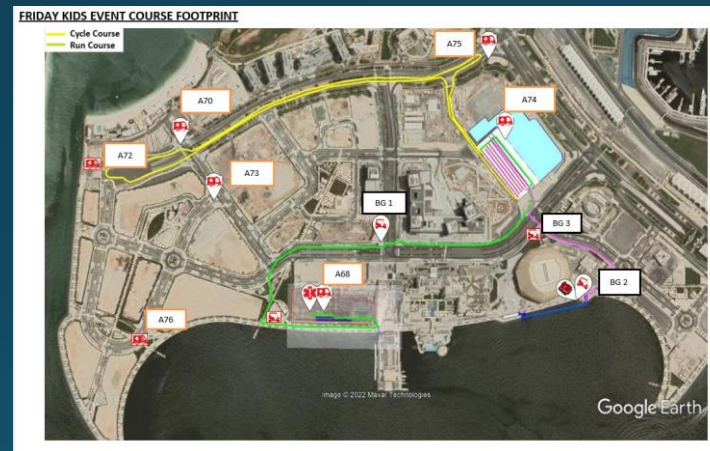 FRIDAY KIDS EVENT COURSE FOOTPRINT
Cycle Course
Run Course
A75
A70
A74
A72
A73
BG 1
BG 3
A68
BG 2
A76
Image © 2022 Maxar Technologies
Google Earth